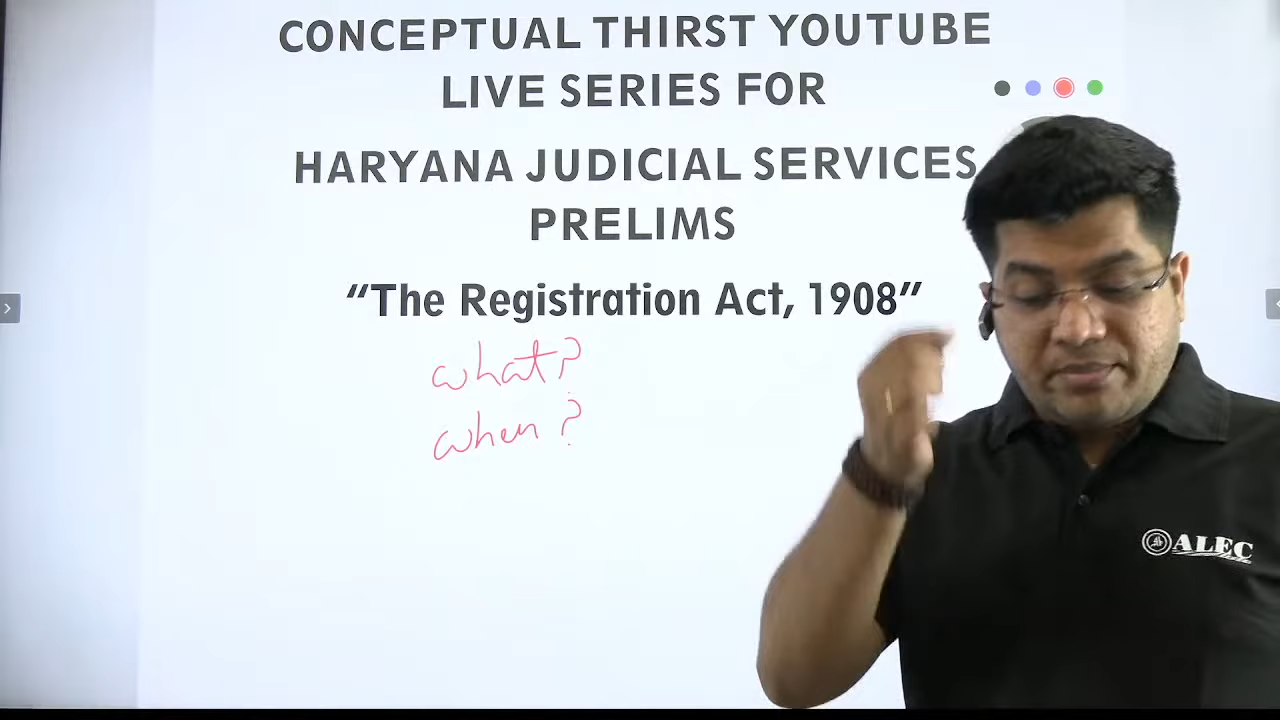 CONCEPTUAL THIRST YOUTUBE
LIVE SERIES FOR
HARYANA JUDICIAL SERVICES
PRELIMS
“The Registration Act, 1908”
what?
when?
ALEC